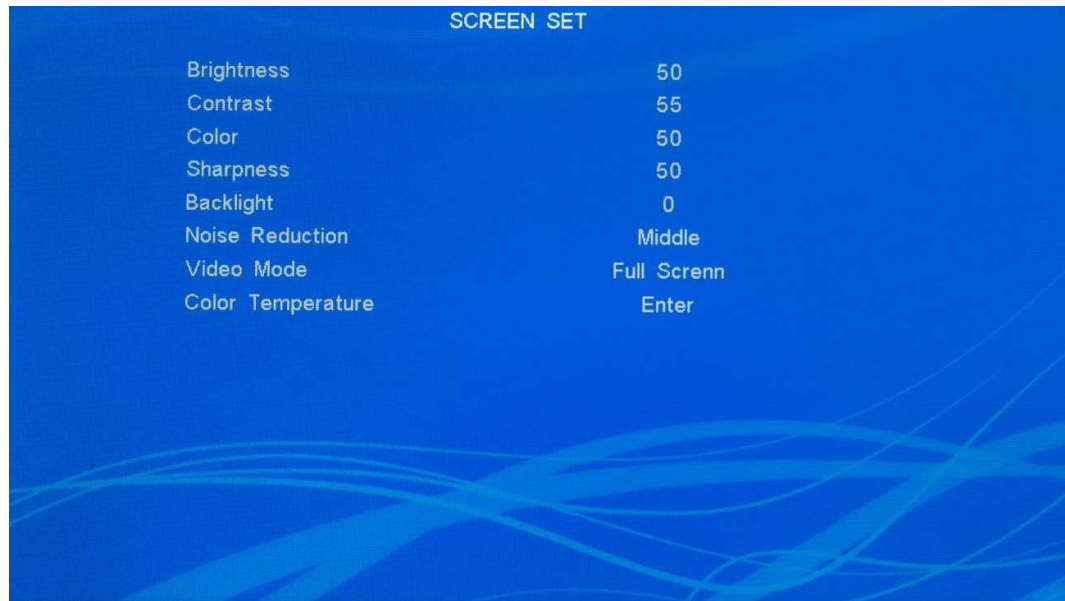 SCREEN SET
Brightness 50
Contrast 55
Color 50
Sharpness 50
Backlight 0
Noise Reduction Middle
Video Mode Full Screnn
Color Temperature Enter